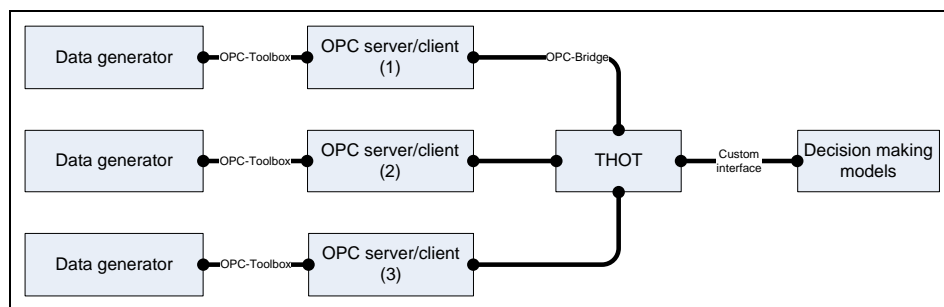 Data generator
OPC-Toolbox
OPC server/client
(1)
OPC-Bridge
Data generator
OPC-Toolbox
OPC server/client
(2)
THOT
Custom
interface
Decision making
models
Data generator
OPC-Toolbox
OPC server/client
(3)